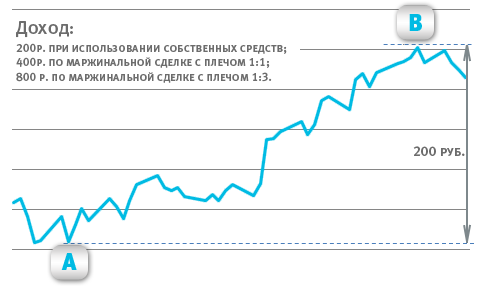 Доход:
200р. при использовании собственных средств;
400р. по маржинальной сделке с плечом 1:1;
800 р. по маржинальной сделке с плечом 1:3.
B
200 руб.
A